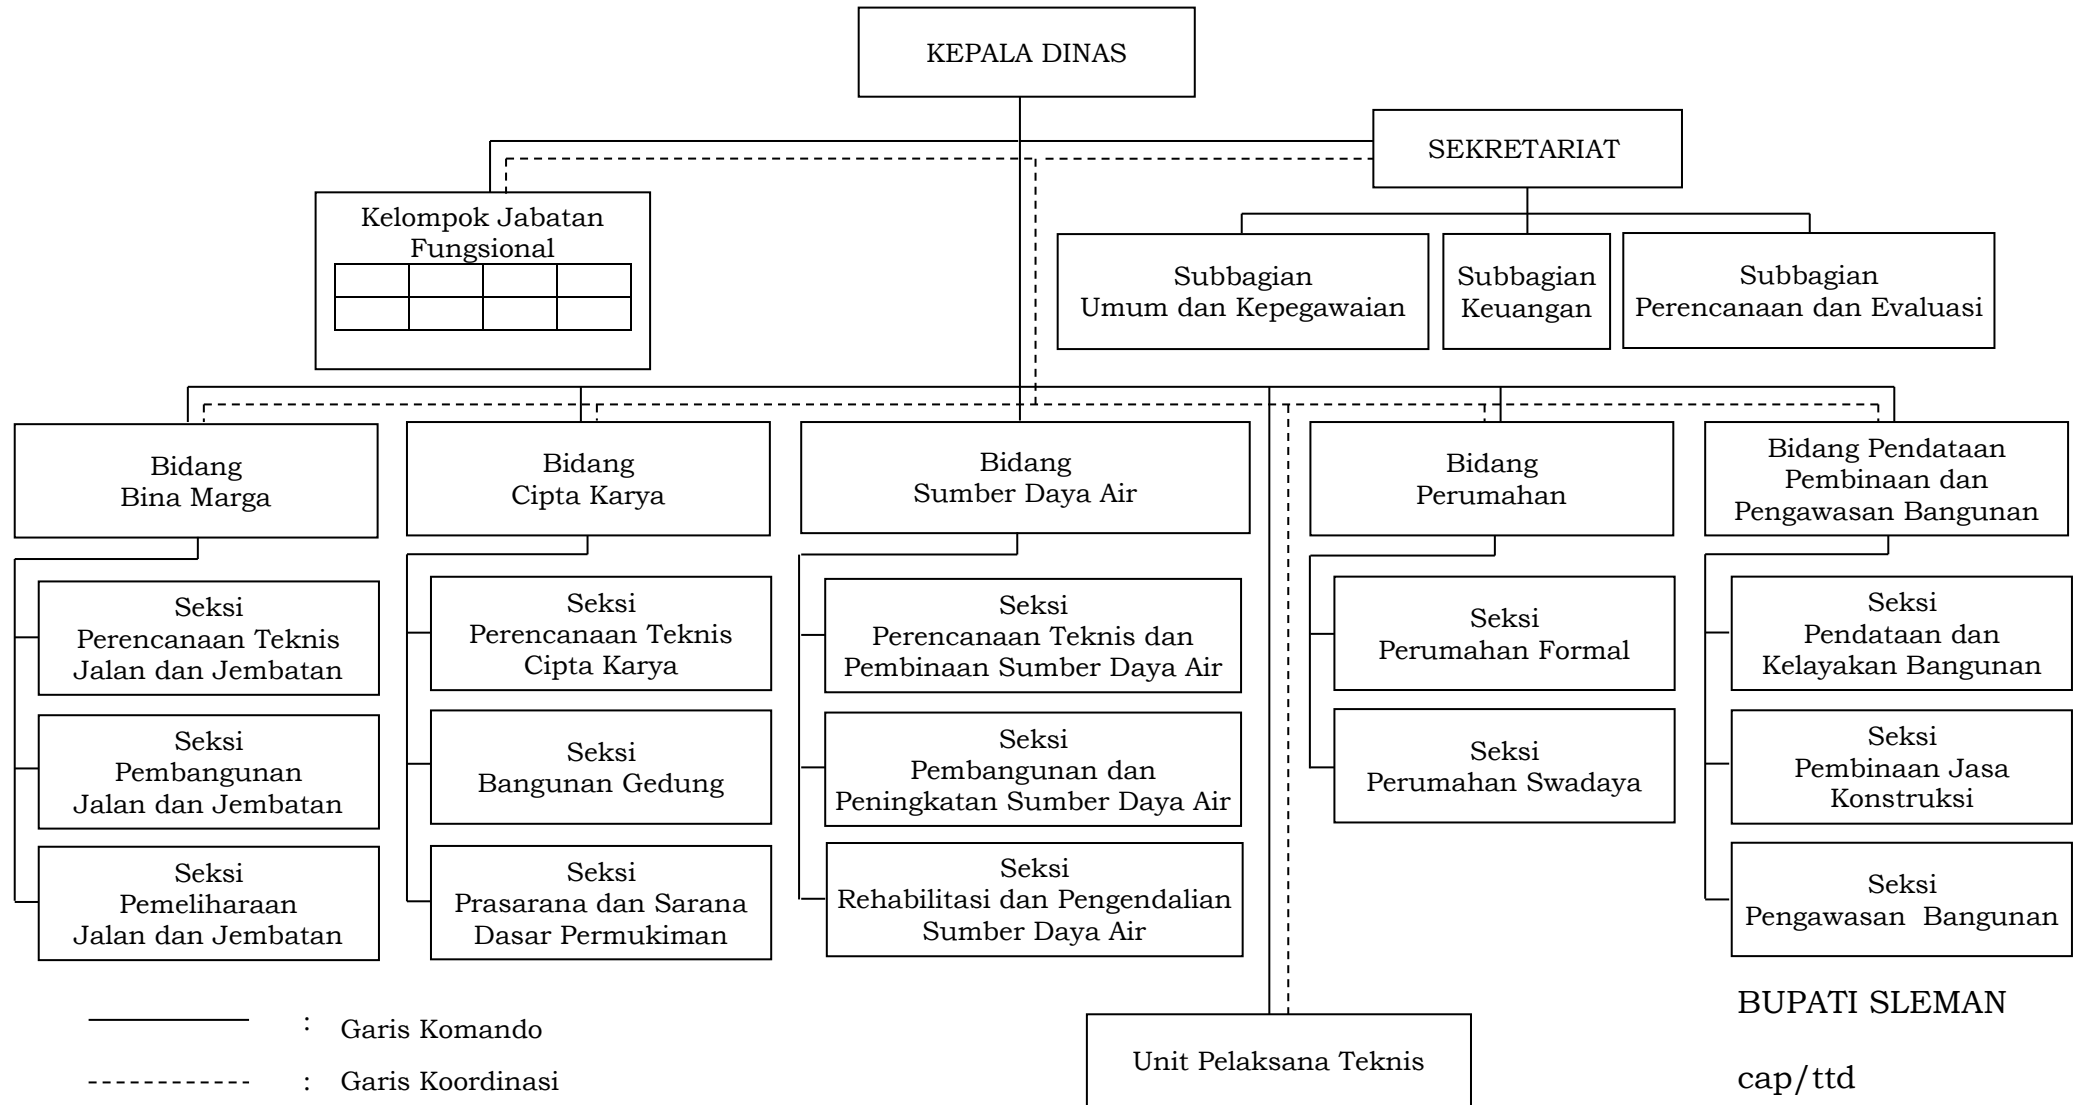 KEPALA DINAS
SEKRETARIAT
Kelompok Jabatan
Fungsional
Subbagian
Umum dan Kepegawaian
Subbagian
Keuangan
Subbagian
Perencanaan dan Evaluasi
Bidang
Bina Marga
Bidang
Cipta Karya
Bidang
Sumber Daya Air
Bidang
Perumahan
Bidang Pendataan
Pembinaan dan
Pengawasan Bangunan
Seksi
Perencanaan Teknis
Jalan dan Jembatan
Seksi
Pembangunan
Jalan dan Jembatan
Seksi
Pemeliharaan
Jalan dan Jembatan
Seksi
Perencanaan Teknis
Cipta Karya
Seksi
Bangunan Gedung
Seksi
Prasarana dan Sarana
Dasar Permukiman
Seksi
Perencanaan Teknis dan
Pembinaan Sumber Daya Air
Seksi
Pembangunan dan
Peningkatan Sumber Daya Air
Seksi
Rehabilitasi dan Pengendalian
Sumber Daya Air
Seksi
Perumahan Formal
Seksi
Perumahan Swadaya
Seksi
Pendataan dan
Kelayakan Bangunan
Seksi
Pembinaan Jasa
Konstruksi
Seksi
Pengawasan  Bangunan
: Garis Komando
: Garis Koordinasi
Unit Pelaksana Teknis
BUPATI SLEMAN
cap/ttd